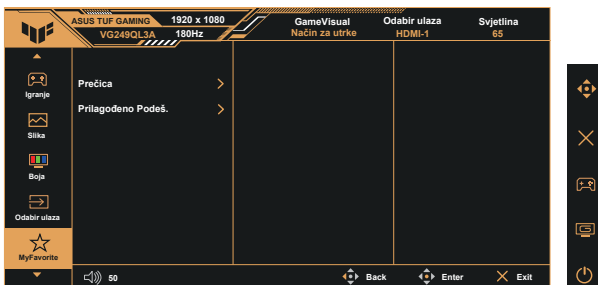 ASUS TUF GAMING 1920 x 1080
VG249QL3A 180Hz
GameVisual
Način za utrke
Odabir ulaza
HDMI-1
Svjetlina
65
Igranje
Slika
Boja
Odabir ulaza
MyFavorite
Prečica
Prilagođeno Podeš.
50
Back
Enter
Exit